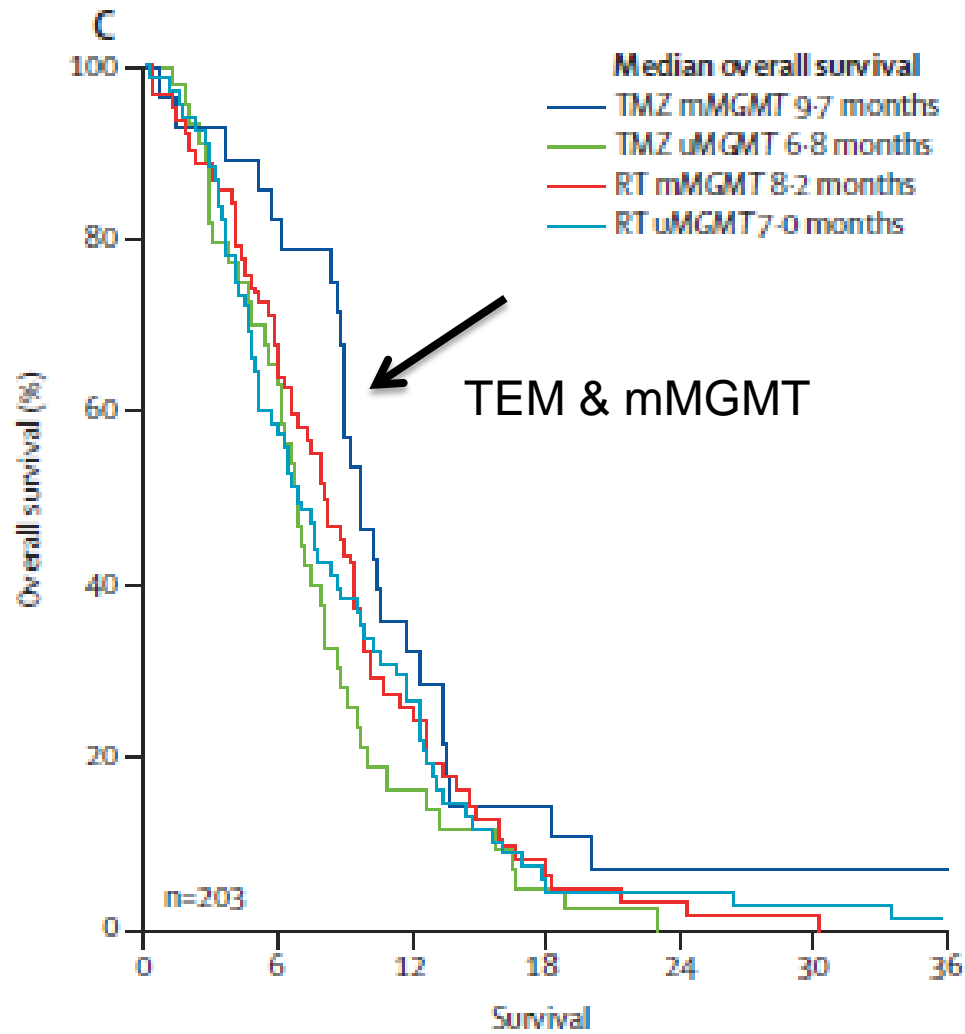 C
Median overall survival
TMZ mMGMT 9·7 months
TMZ uMGMT 6·8 months
RT mMGMT 8·2 months
RT uMGMT 7·0 months
100
80
60
40
20
0
Overall survival (%)
TEM & mMGMT
n=203
0 6 12 18 24 30 36
Survival